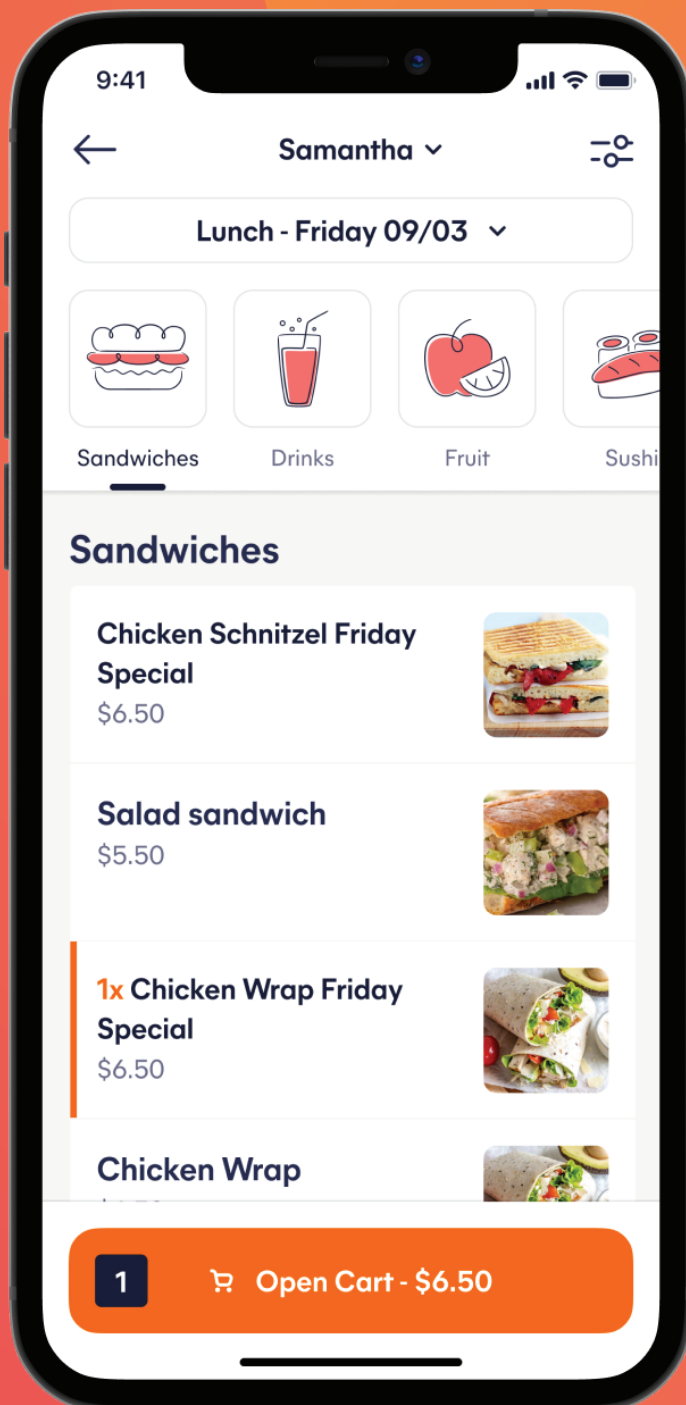 9:41
Samantha
Lunch - Friday 09/03
Sandwiches
Drinks
Fruit
Sushi
Sandwiches
Chicken Schnitzel Friday
Special
$6.50
Salad sandwich
$5.50
1x Chicken Wrap Friday
Special
$6.50
Chicken Wrap
1
Open Cart - $6.50